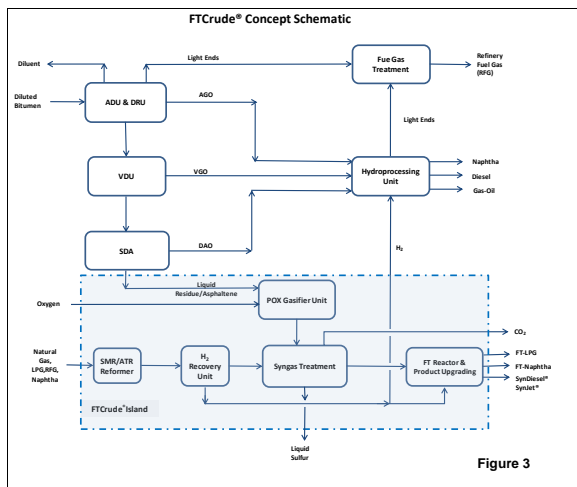 FTCrude® Concept Schematic
Diluent
Light Ends
Fue Gas
Treatment
Refinery
Fuel Gas
(RFG)
Diluted
Bitumen
ADU & DRU
AGO
Light Ends
VDU
VGO
Hydroprocessing
Unit
Naphtha
Diesel
Gas-Oil
SDA
DAO
H2
Liquid
Residue/Asphaltene
Oxygen
POX Gasifier Unit
CO2
Natural
Gas,
LPG,RFG,
Naphtha
SMR/ATR
Reformer
H2
Recovery
Unit
Syngas Treatment
FT Reactor &
Product Upgrading
FT-LPG
FT-Naphtha
SynDiesel®
SynJet®
FTCrude® Island
Liquid
Sulfur
Figure 3